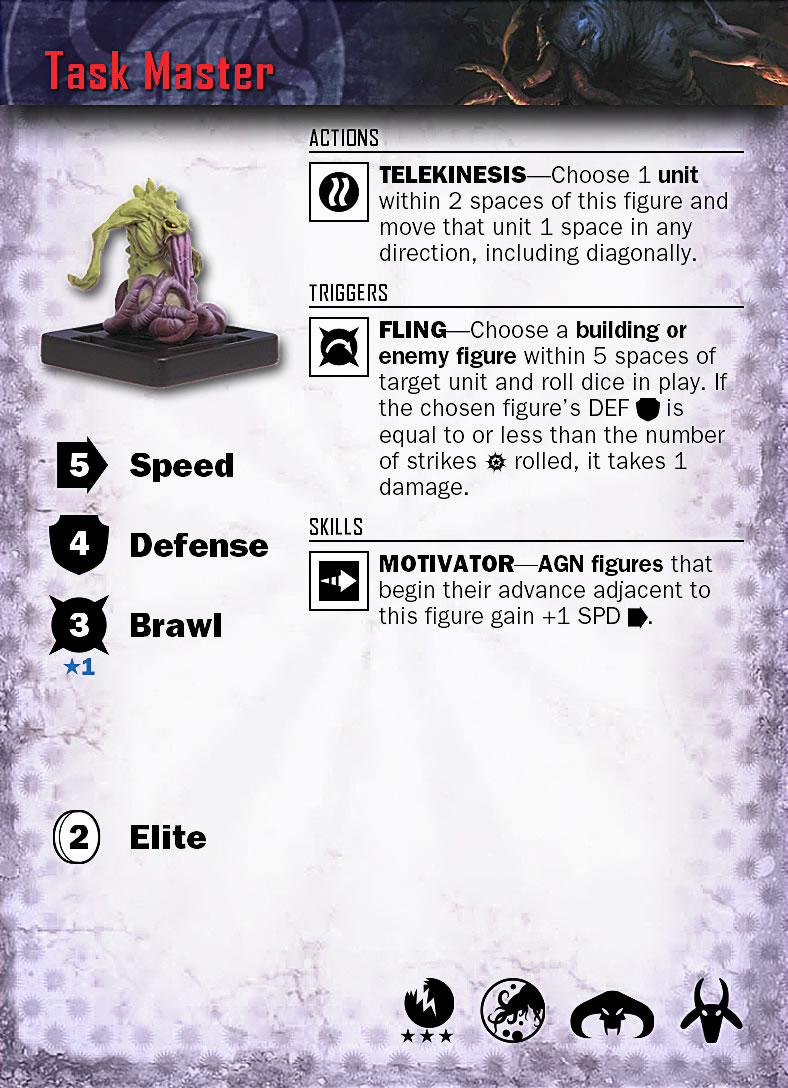 Task Master
ACTIONS
TELEKINESIS—Choose 1 unit
within 2 spaces of this figure and
move that unit 1 space in any
direction, including diagonally.
TRIGGERS
FLING—Choose a building or
enemy figure within 5 spaces of
target unit and roll dice in play. If
the chosen figure's DEF is
equal to or less than the number
of strikes rolled, it takes 1
damage.
SKILLS
MOTIVATOR—AGN figures that
begin their advance adjacent to
this figure gain +1 SPD .
5 Speed
4 Defense
3 Brawl
★1
2 Elite
★★★